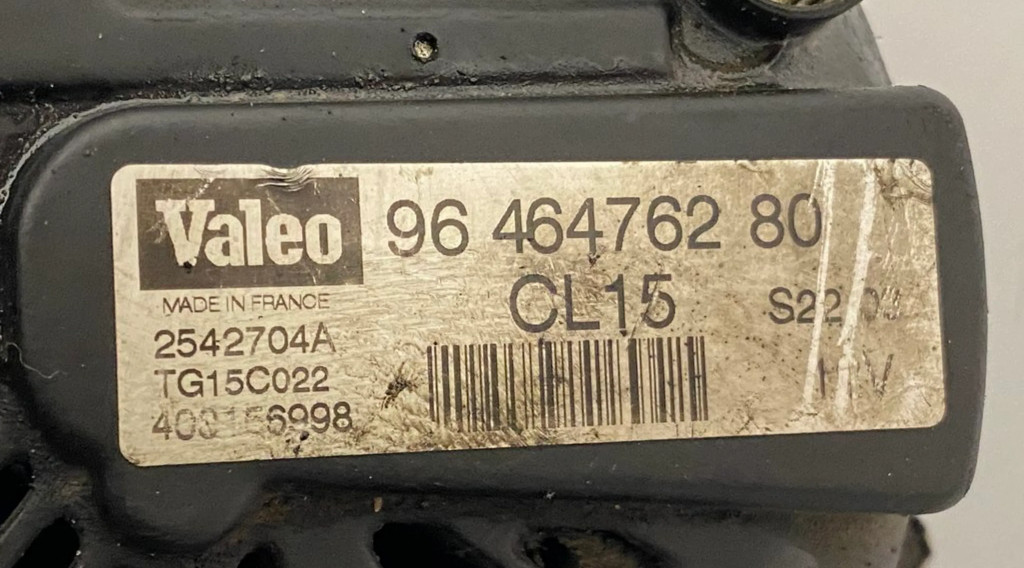 Valeo
96 464762 80
CL15
MADE IN FRANCE
2542704A
TG15C022